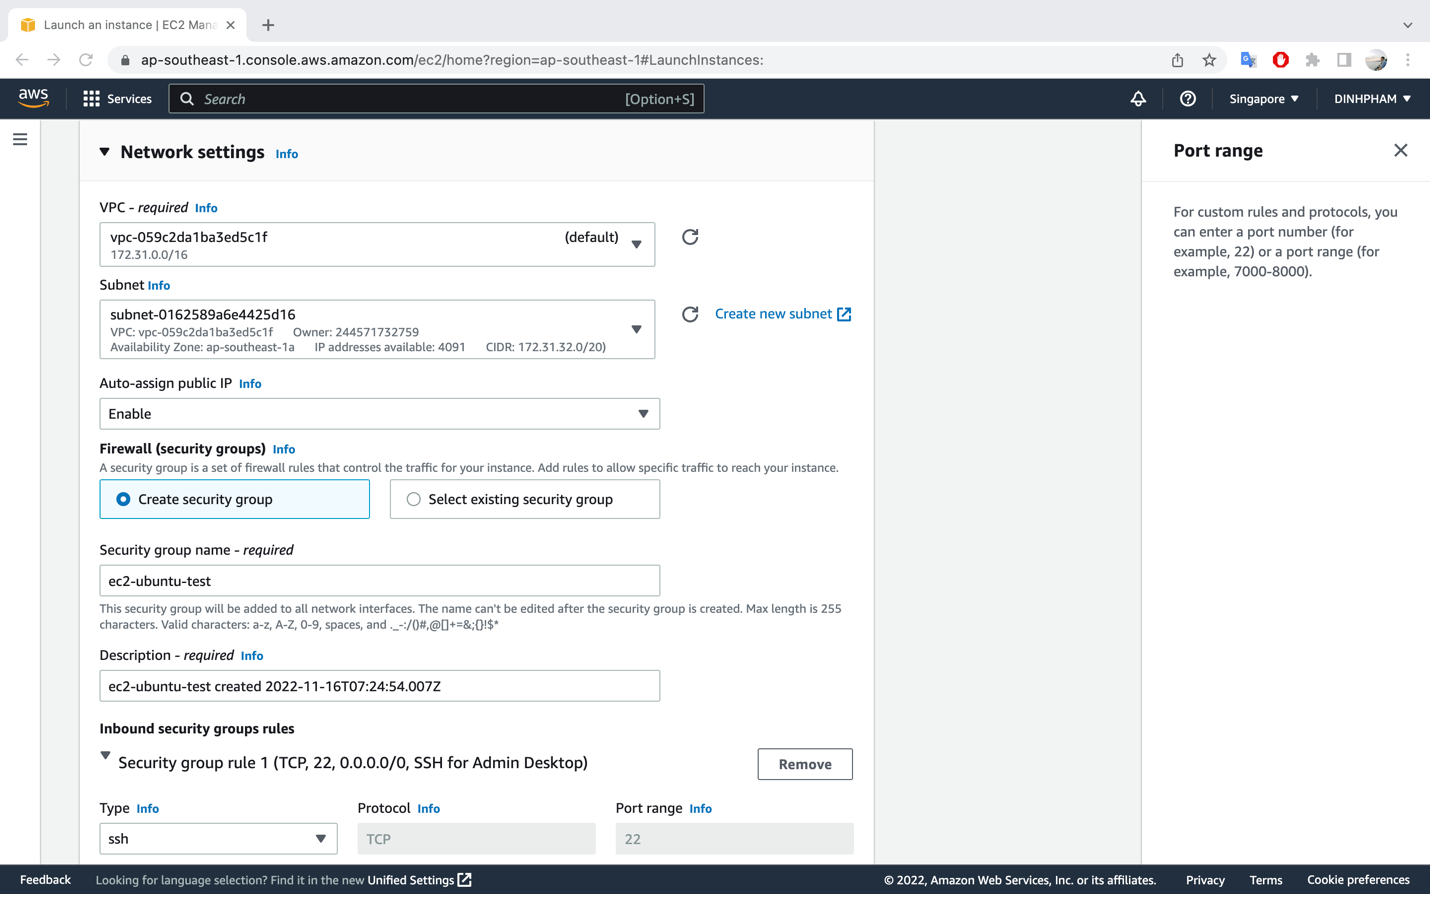 Launch an instance | EC2 Mana
ap-southeast-1.console.aws.amazon.com/ec2/home?region=ap-southeast-1#LaunchInstances:
aws
Services
Search
[Option+S]
Singapore
DINHPHAM
Network settings Info
VPC - required Info
vpc-059c2da1ba3ed5c1f (default)
172.31.0.0/16
Subnet Info
subnet-0162589a6e4425d16
VPC: vpc-059c2da1ba3ed5c1f Owner: 244571732759
Availability Zone: ap-southeast-1a IP addresses available: 4091 CIDR: 172.31.32.0/20)
Create new subnet
Auto-assign public IP Info
Enable
Firewall (security groups) Info
A security group is a set of firewall rules that control the traffic for your instance. Add rules to allow specific traffic to reach your instance.
Create security group
Select existing security group
Security group name - required
ec2-ubuntu-test
This security group will be added to all network interfaces. The name can't be edited after the security group is created. Max length is 255
characters. Valid characters: a-z, A-Z, 0-9, spaces, and ._-:/()#,@[]+=&;{}!$*
Description - required Info
ec2-ubuntu-test created 2022-11-16T07:24:54.007Z
Inbound security groups rules
Security group rule 1 (TCP, 22, 0.0.0.0/0, SSH for Admin Desktop)
Remove
Type Info
Protocol Info
Port range Info
ssh
TCP
22
Port range
For custom rules and protocols, you
can enter a port number (for
example, 22) or a port range (for
example, 7000-8000).
Feedback
Looking for language selection? Find it in the new Unified Settings
© 2022, Amazon Web Services, Inc. or its affiliates.
Privacy
Terms
Cookie preferences